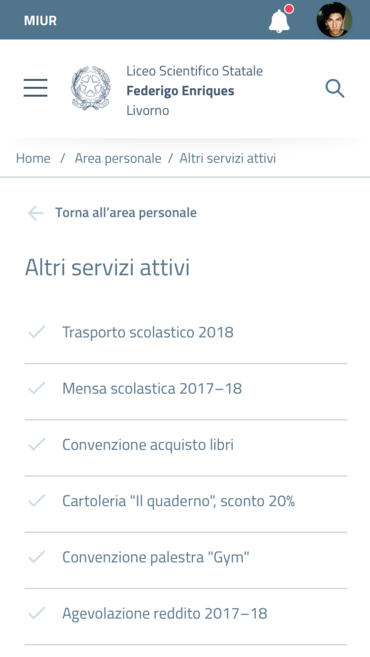 MIUR
Liceo Scientifico Statale
Federigo Enriques
Livorno
Home / Area personale / Altri servizi attivi
Torna all’area personale
Altri servizi attivi
Trasporto scolastico 2018
Mensa scolastica 2017–18
Convenzione acquisto libri
Cartoleria "Il quaderno", sconto 20%
Convenzione palestra "Gym"
Agevolazione reddito 2017–18